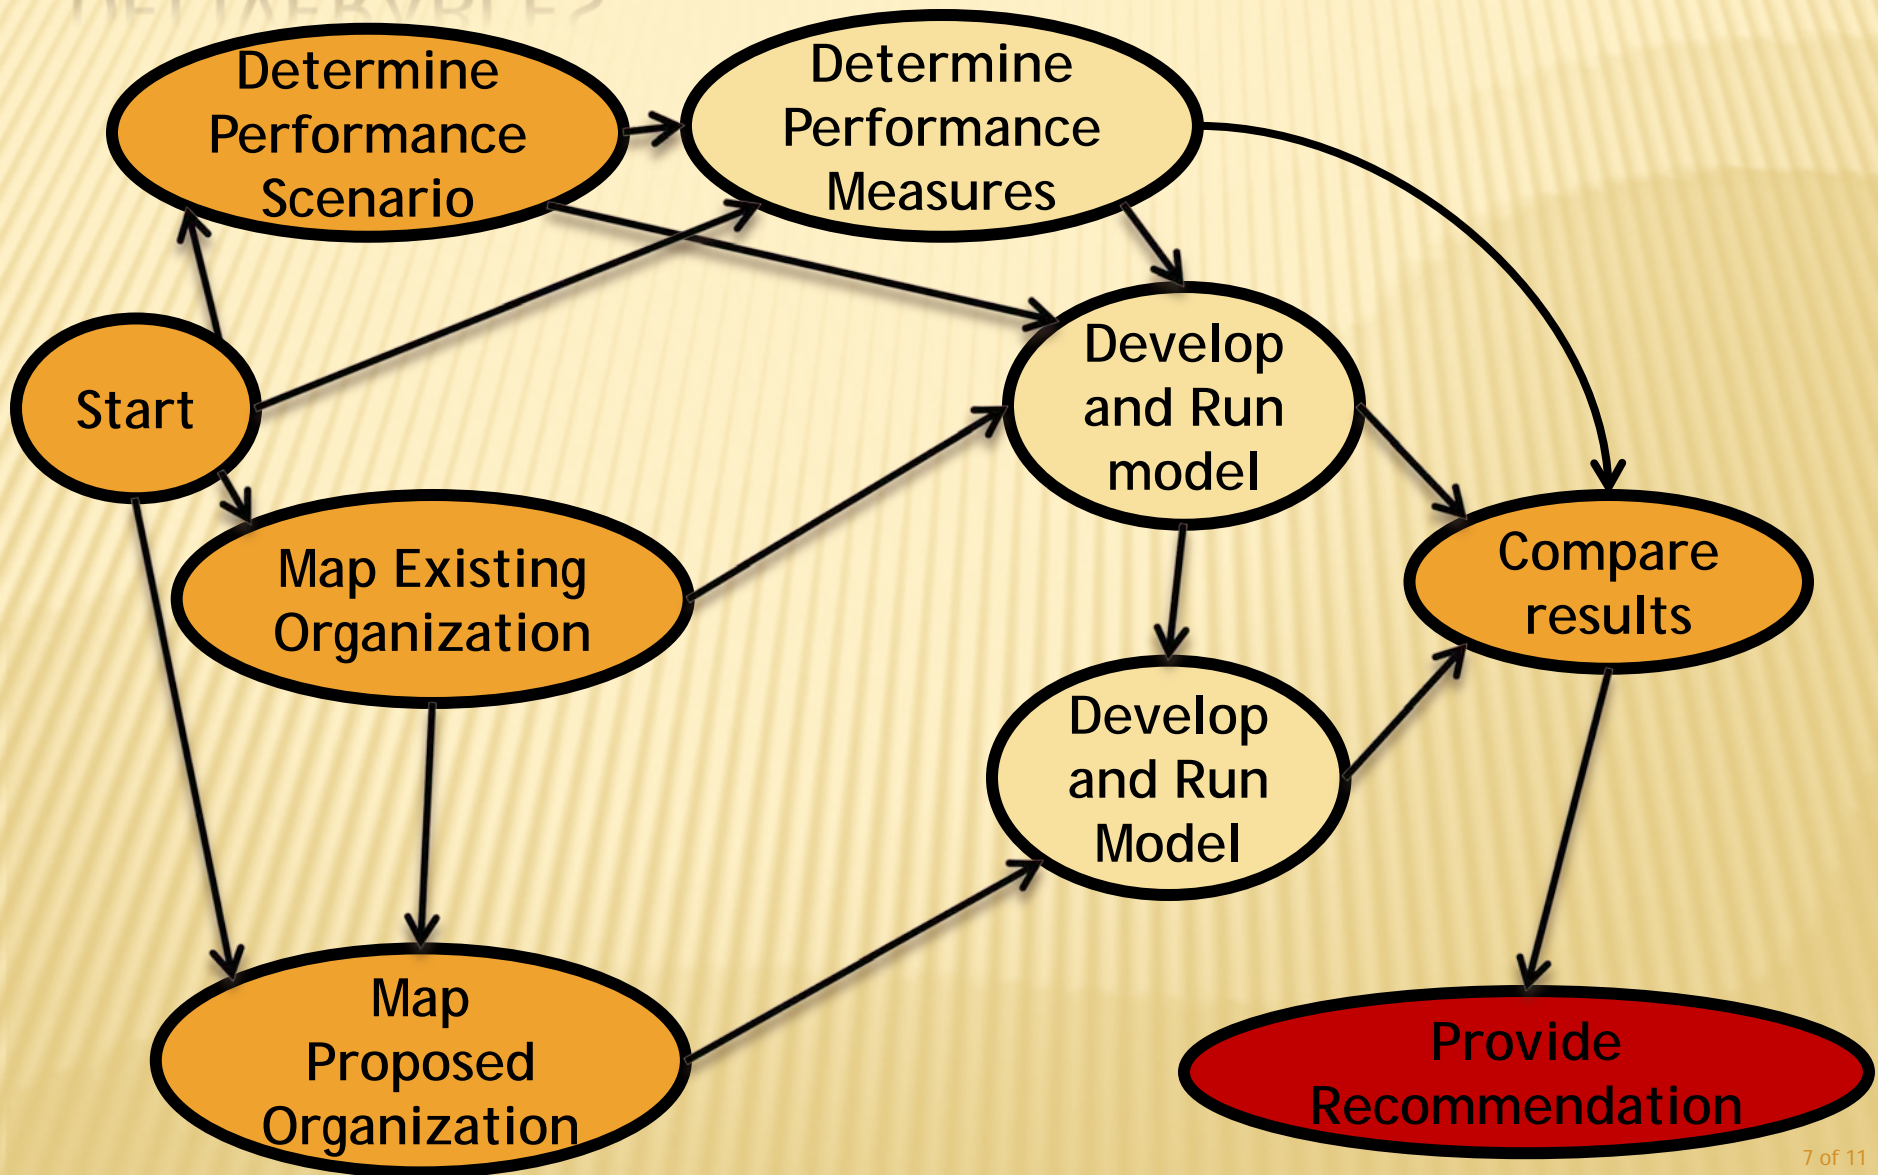 Determine
Performance
Scenario
Determine
Performance
Measures
Start
Develop
and Run
model
Map Existing
Organization
Compare
results
Develop
and Run
Model
Map
Proposed
Organization
Provide
Recommendation
7 of 11